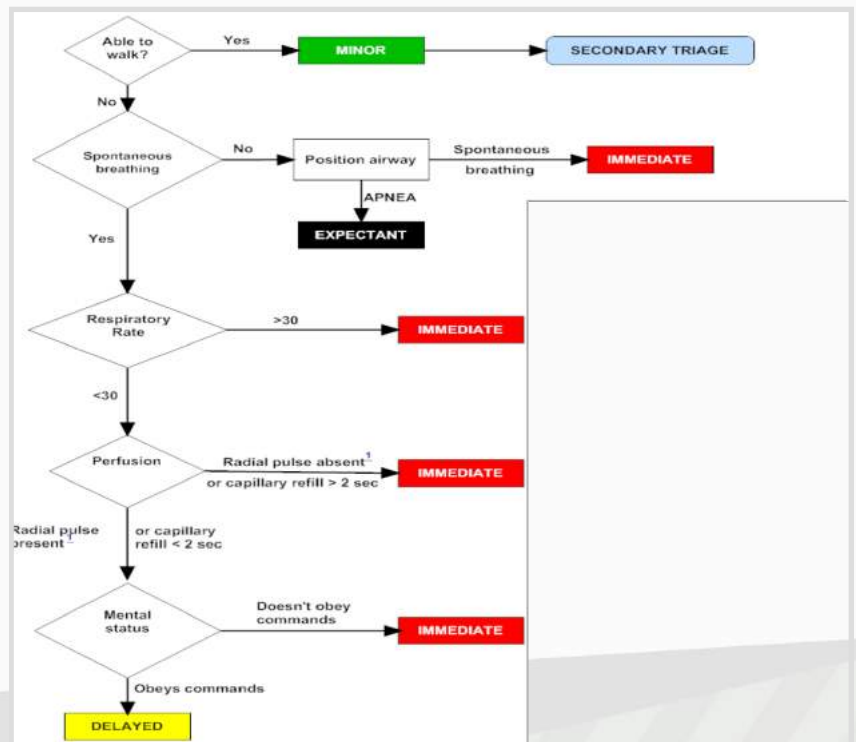 Able to
walk?
Yes
MINOR
SECONDARY TRIAGE
No
Spontaneous
breathing
No
Position airway
Spontaneous
breathing
IMMEDIATE
APNEA
EXPECTANT
Yes
Respiratory
Rate
>30
IMMEDIATE
<30
Perfusion
Radial pulse absent1
or capillary refill > 2 sec
IMMEDIATE
Radial pulse
present1
or capillary
refill < 2 sec
Mental
status
Doesn't obey
commands
IMMEDIATE
Obeys commands
DELAYED